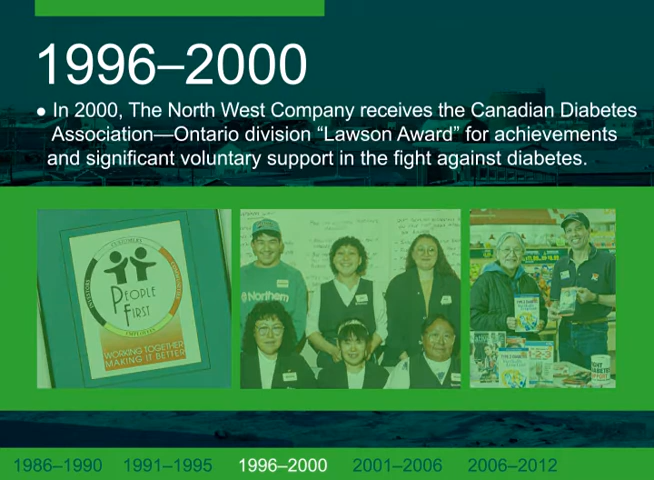 1996–2000
• In 2000, The North West Company receives the Canadian Diabetes
Association—Ontario division “Lawson Award” for achievements
and significant voluntary support in the fight against diabetes.
CUSTOMERS
PEOPLE
FIRST
EMPLOYEES
WORKING TOGETHER
MAKING IT BETTER
Northern
1986–1990 1991–1995 1996–2000 2001–2006 2006–2012